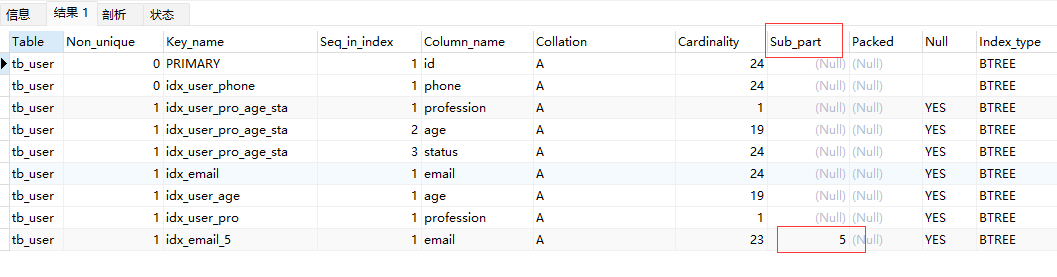 信息 结果 1 剖析 状态
Table Non_unique Key_name Seq_in_index Column_name Collation Cardinality Sub_part Packed Null Index_type
tb_user 0 PRIMARY 1 id A 24 (Null) (Null) BTREE
tb_user 0 idx_user_phone 1 phone A 24 (Null) (Null) BTREE
tb_user 1 idx_user_pro_age_sta 1 profession A 1 (Null) (Null) YES BTREE
tb_user 1 idx_user_pro_age_sta 2 age A 19 (Null) (Null) YES BTREE
tb_user 1 idx_user_pro_age_sta 3 status A 24 (Null) (Null) YES BTREE
tb_user 1 idx_email 1 email A 24 (Null) (Null) YES BTREE
tb_user 1 idx_user_age 1 age A 19 (Null) (Null) YES BTREE
tb_user 1 idx_user_pro 1 profession A 1 (Null) (Null) YES BTREE
tb_user 1 idx_email_5 1 email A 23 5 (Null) YES BTREE